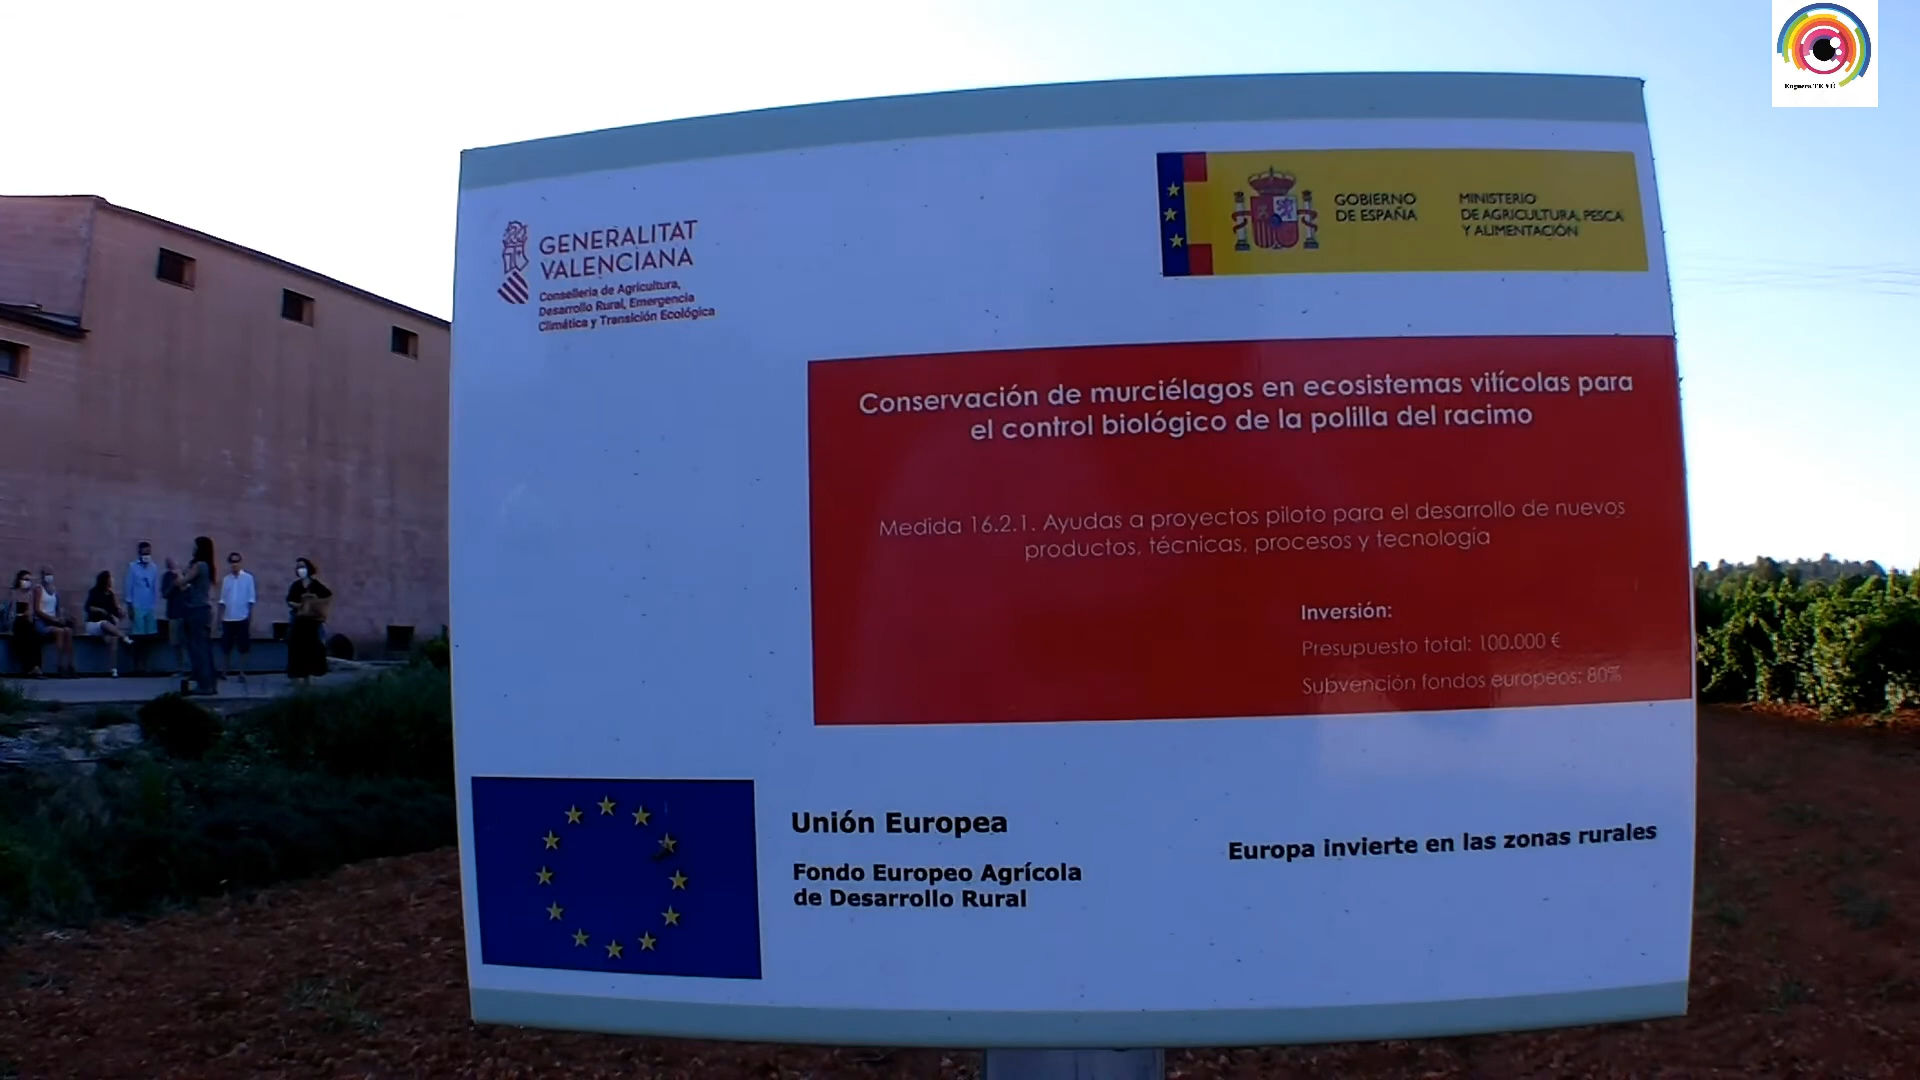 Enguera TE VE
GENERALITAT
VALENCIANA
Conselleria de Agricultura,
Desarrollo Rural, Emergencia
Climática y Transición Ecológica
GOBIERNO
DE ESPAÑA
MINISTERIO
DE AGRICULTURA, PESCA
Y ALIMENTACIÓN
Conservación de murciélagos en ecosistemas vitícolas para
el control biológico de la polilla del racimo
Medida 16.2.1. Ayudas a proyectos piloto para el desarrollo de nuevos
productos, técnicas, procesos y tecnología
Inversión:
Presupuesto total: 100.000 €
Subvención fondos europeos: 80%
Unión Europea
Fondo Europeo Agrícola
de Desarrollo Rural
Europa invierte en las zonas rurales